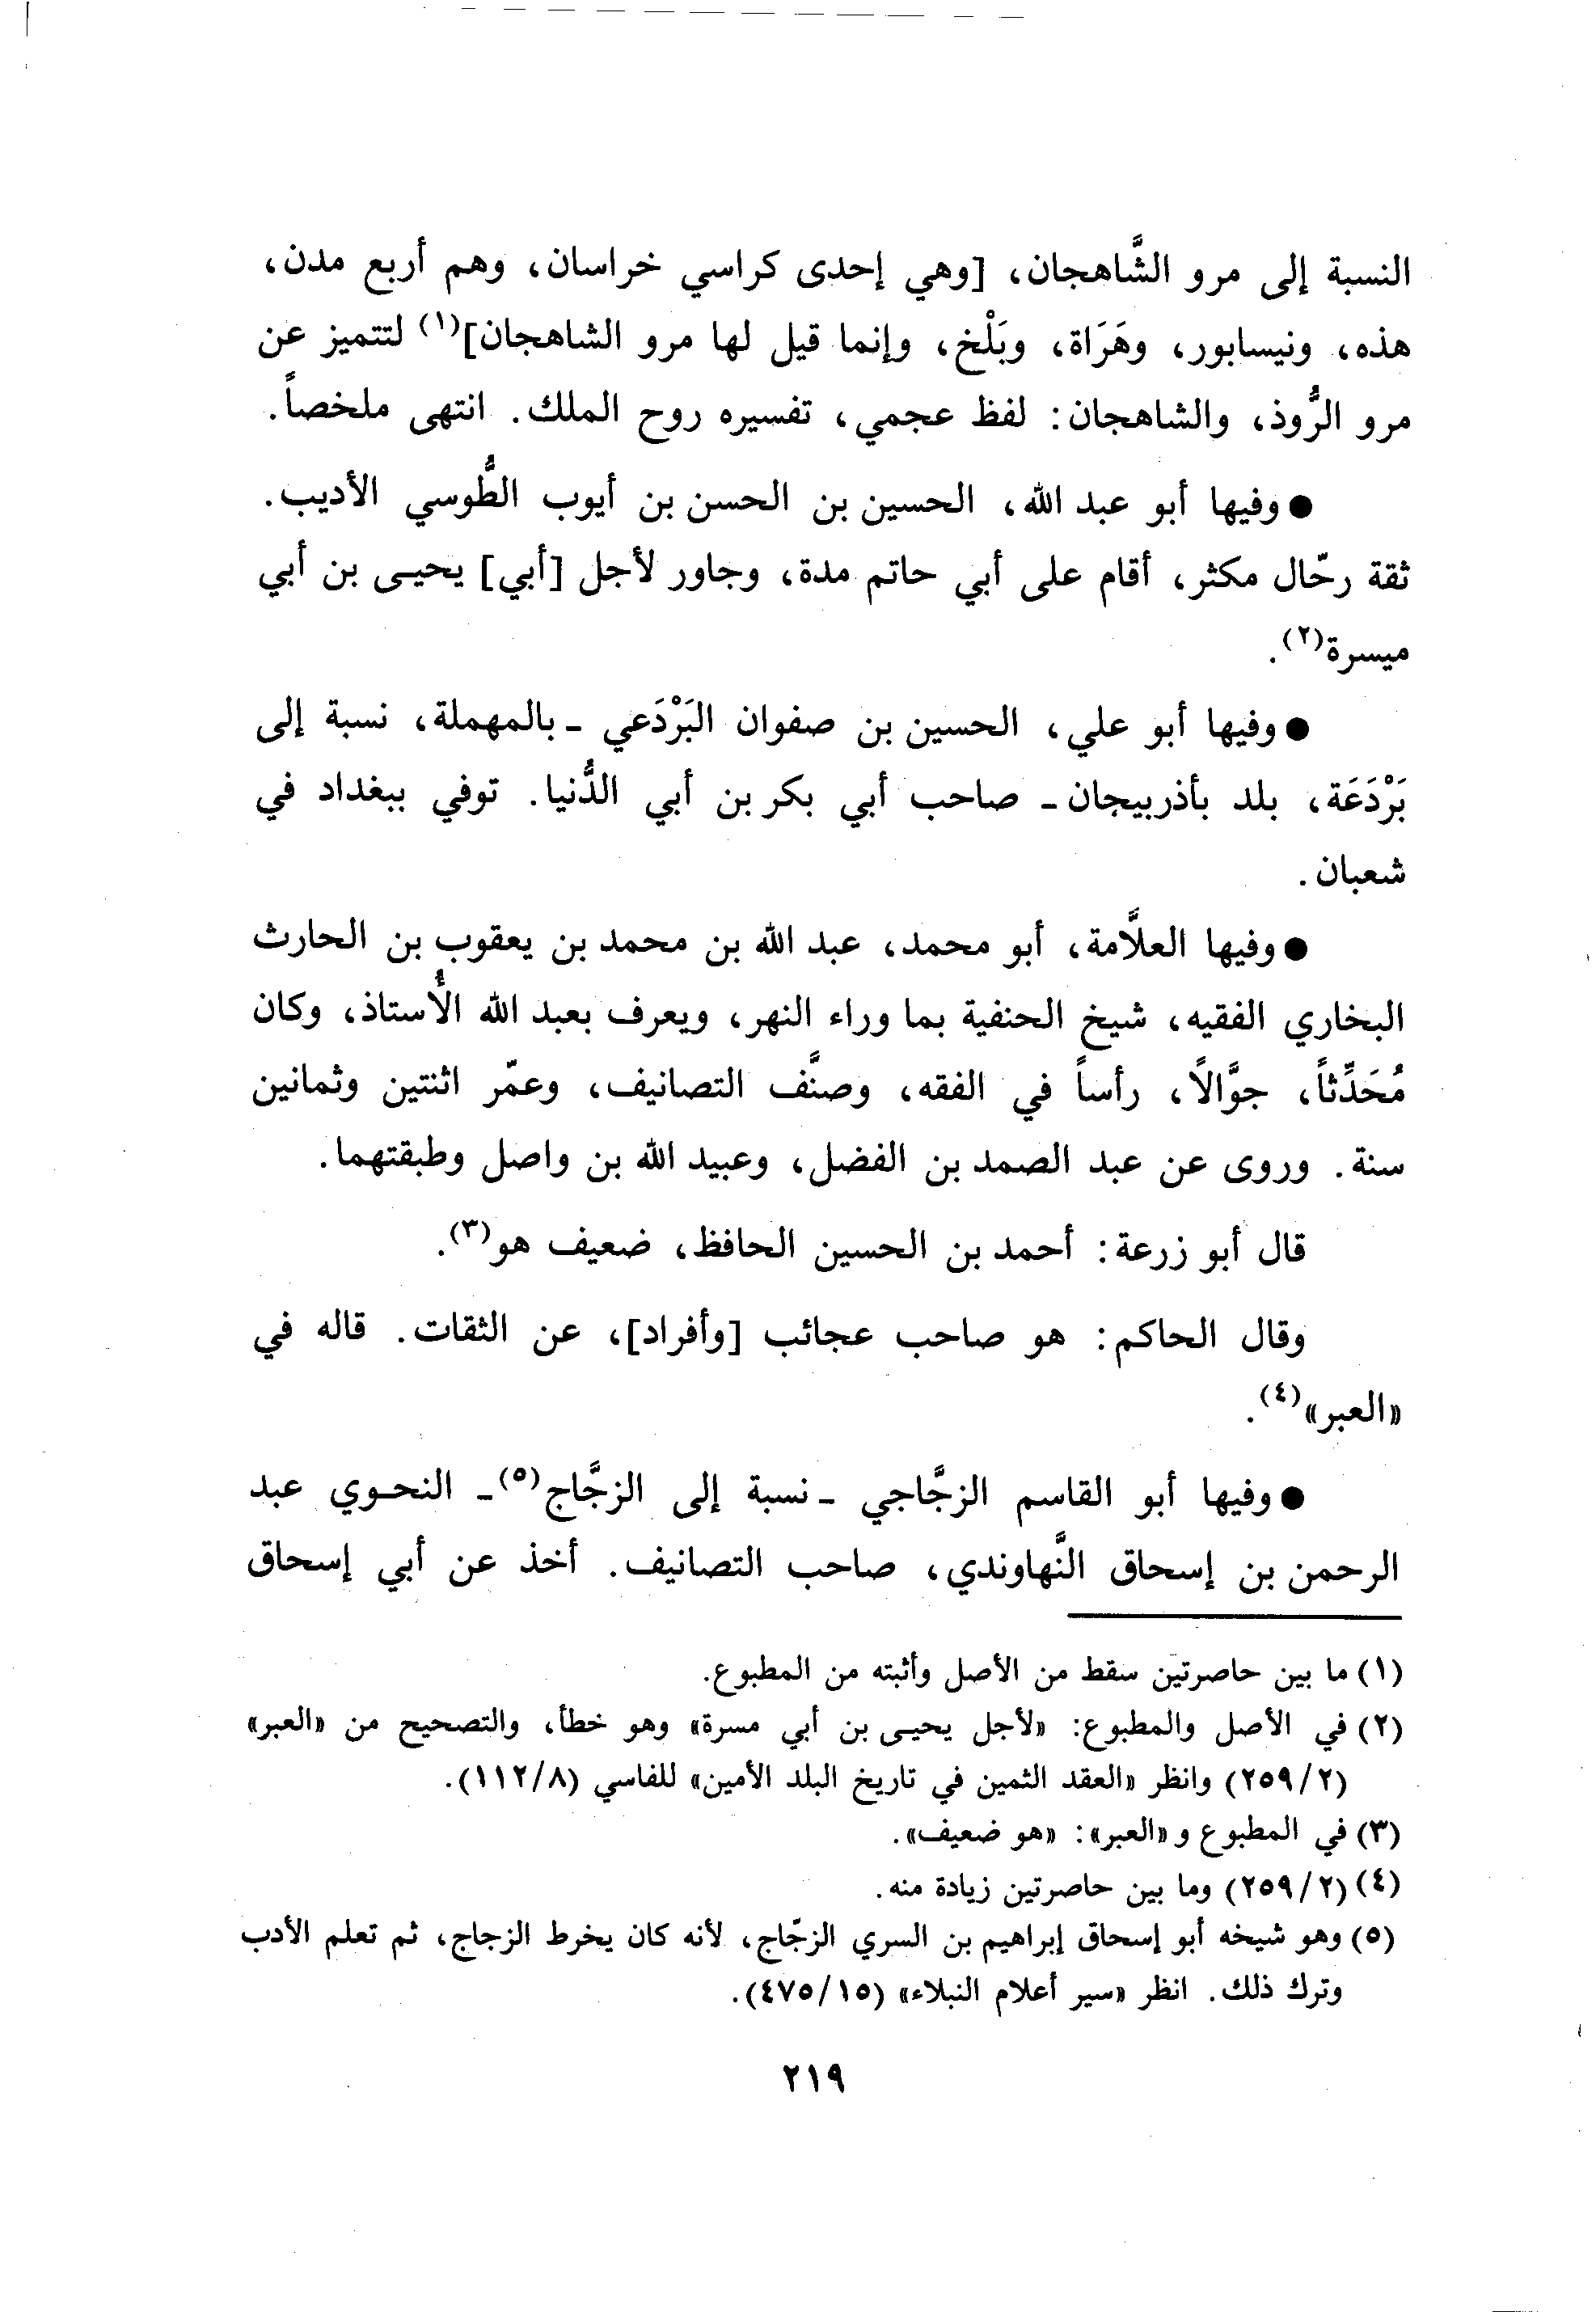 النسبة إلى مرو الشَّاهجان، [وهي إحدى كراسي خراسان، وهم أربع مدن،
هذه، ونيسابور، وهَرَاة، وبَلْخ، وإنما قيل لها مرو الشاهجان](١) لتتميز عن
مرو الرُّوذ، والشاهجان: لفظ عجمي، تفسيره روح الملك. انتهى ملخصاً.
● وفيها أبو عبد الله، الحسين بن الحسن بن أيوب الطُّوسي الأديب.
ثقة رحّال مكثر، أقام على أبي حاتم مدة، وجاور لأجل [أبي] يحيى بن أبي
ميسرة(٢).
● وفيها أبو علي، الحسين بن صفوان البَرْدَعي ـ بالمهملة، نسبة إلى
بَرْدَعَة، بلد بأذربيجان ـ صاحب أبي بكر بن أبي الدُّنيا. توفي ببغداد في
شعبان.
● وفيها العلَّامة، أبو محمد، عبد الله بن محمد بن يعقوب بن الحارث
البخاري الفقيه، شيخ الحنفية بما وراء النهر، ويعرف بعبد الله الأُستاذ، وكان
مُحَدِّثاً، جوَّالاً، رأساً في الفقه، وصنَّف التصانيف، وعمّر اثنتين وثمانين
سنة. وروى عن عبد الصمد بن الفضل، وعبيد الله بن واصل وطبقتهما.
قال أبو زرعة: أحمد بن الحسين الحافظ، ضعيف هو(٣).
وقال الحاكم: هو صاحب عجائب [وأفراد]، عن الثقات. قاله في
«العبر»(٤).
● وفيها أبو القاسم الزجَّاجي ـ نسبة إلى الزجَّاج(٥) ـ النحوي عبد
الرحمن بن إسحاق النَّهاوندي، صاحب التصانيف. أخذ عن أبي إسحاق
(١) ما بين حاصرتين سقط من الأصل وأثبته من المطبوع.
(٢) في الأصل والمطبوع: «لأجل يحيى بن أبي مسرة» وهو خطأ، والتصحيح من «العبر»
(٢/٢٥٩) وانظر «العقد الثمين في تاريخ البلد الأمين» للفاسي (٨/١١٢).
(٣) في المطبوع و«العبر»: «هو ضعيف».
(٤) (٢/٢٥٩) وما بين حاصرتين زيادة منه.
(٥) وهو شيخه أبو إسحاق إبراهيم بن السري الزجّاج، لأنه كان يخرط الزجاج، ثم تعلم الأدب
وترك ذلك. انظر «سير أعلام النبلاء» (١٥/٤٧٥).
٢١٩